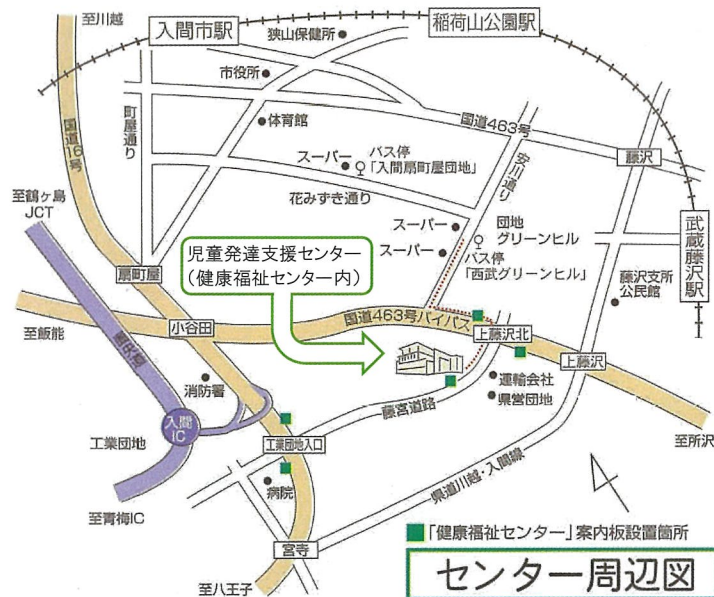 至川越
入間市駅
稲荷山公園駅
狭山保健所
市役所
国道16号
町屋通り
体育館
国道463号
安川通り
藤沢
スーパー
バス停
「入間扇町屋団地」
花みずき通り
至鶴ヶ島
JCT
スーパー
スーパー
団地
グリーンヒル
バス停
「西武グリーンヒル」
武蔵藤沢駅
児童発達支援センター
(健康福祉センター内)
扇町屋
藤沢支所
公民館
至飯能
小谷田
国道463号バイパス
上藤沢北
圏央道
上藤沢
消防署
運輸会社
県営団地
藤宮道路
入間
IC
工業団地
工業団地入口
至所沢
病院
県道川越・入間線
至青梅IC
宮寺
「健康福祉センター」案内板設置箇所
至八王子
センター周辺図